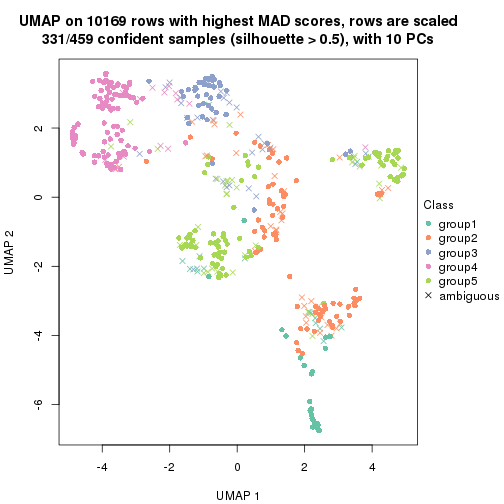 UMAP on 10169 rows with highest MAD scores, rows are scaled
331/459 confident samples (silhouette > 0.5), with 10 PCs
Class
group1
group2
group3
group4
group5
ambiguous
UMAP 2
2
0
-2
-4
-6
-4
-2
0
2
4
UMAP 1